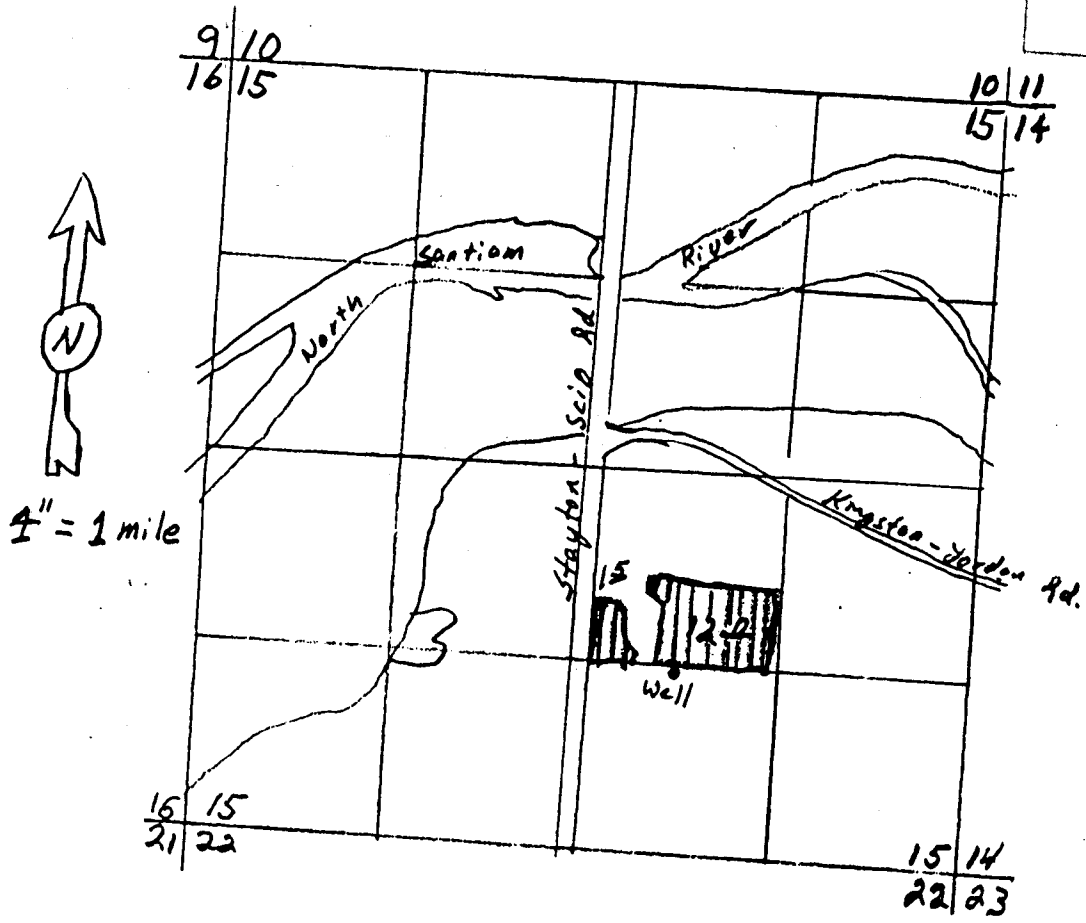 9 10
16 15
10 11
15 14
Santiam
River
North
N
Stayton-Scio Rd
4" = 1 mile
Kingston-Jordan Rd.
15
Well
16 15
21 22
15 14
22 23